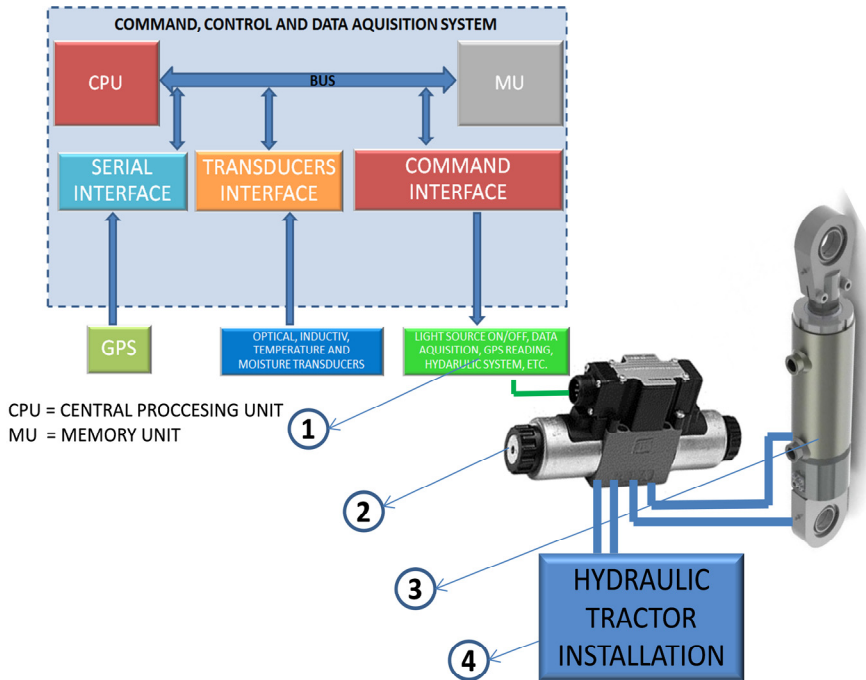 COMMAND, CONTROL AND DATA AQUISITION SYSTEM
CPU
BUS
MU
SERIAL
INTERFACE
TRANSDUCERS
INTERFACE
COMMAND
INTERFACE
GPS
OPTICAL, INDUCTIV,
TEMPERATURE AND
MOISTURE TRANSDUCERS
LIGHT SOURCE ON/OFF, DATA
AQUISITION, GPS READING,
HYDARULIC SYSTEM, ETC.
CPU = CENTRAL PROCCESING UNIT
MU = MEMORY UNIT
1
2
3
4
HYDRAULIC
TRACTOR
INSTALLATION